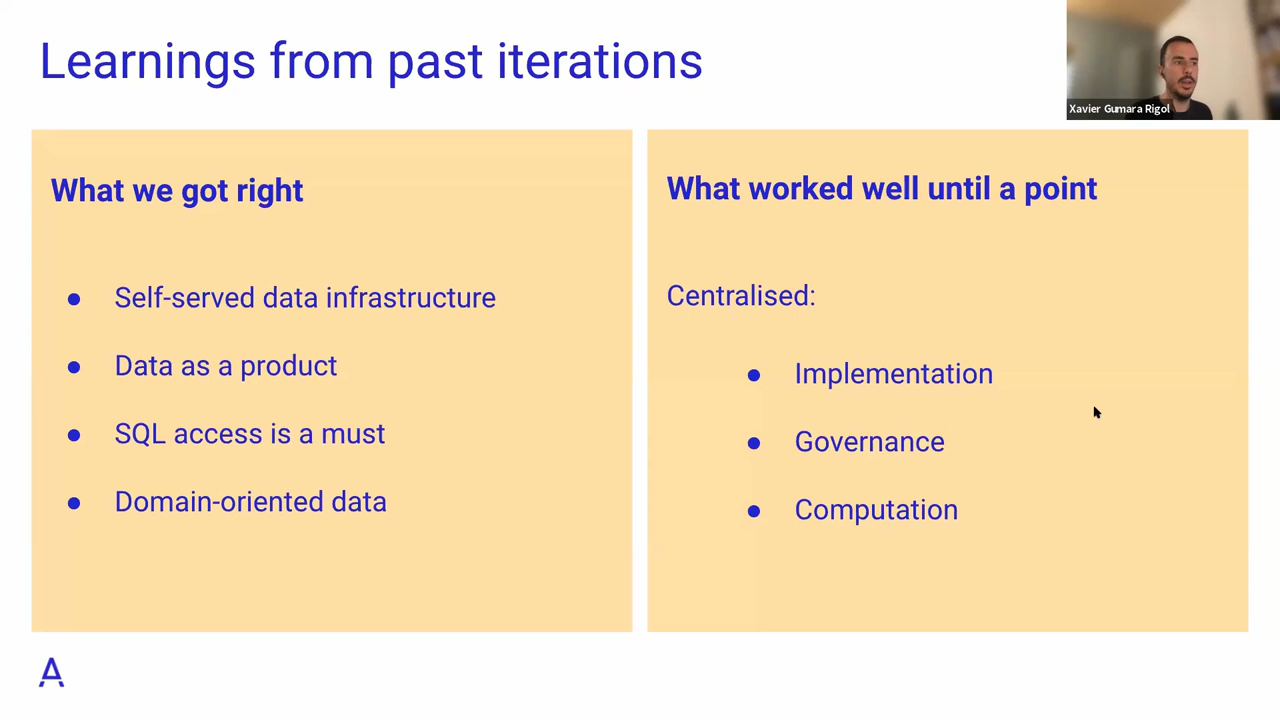 Learnings from past iterations
Xavier Gumara Rigol
What we got right
● Self-served data infrastructure
● Data as a product
● SQL access is a must
● Domain-oriented data
What worked well until a point
Centralised:
● Implementation
● Governance
● Computation
A